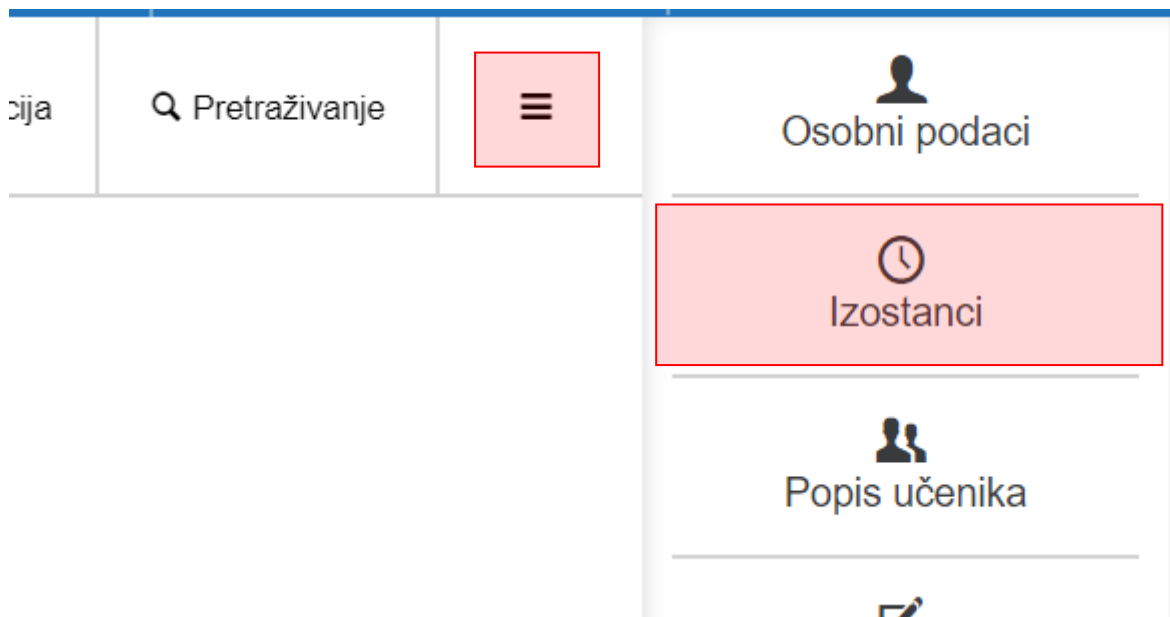 cija
Pretraživanje
Osobni podaci
Izostanci
Popis učenika